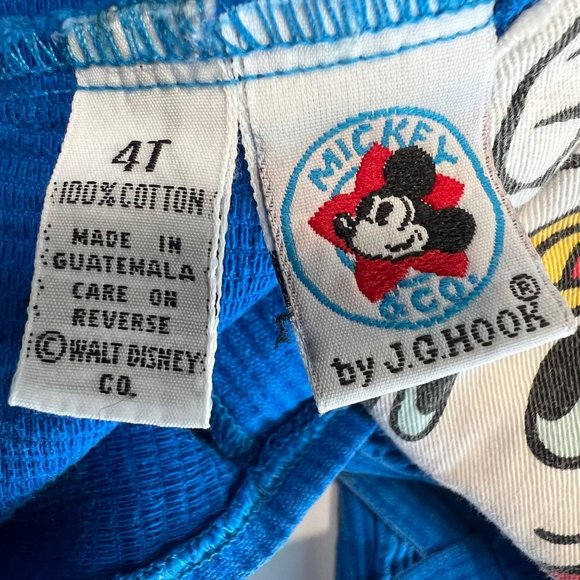 4T
100% COTTON
MADE IN
GUATEMALA
CARE ON
REVERSE
© WALT DISNEY
CO.
MICKEY
& CO.
by J.G.HOOK®